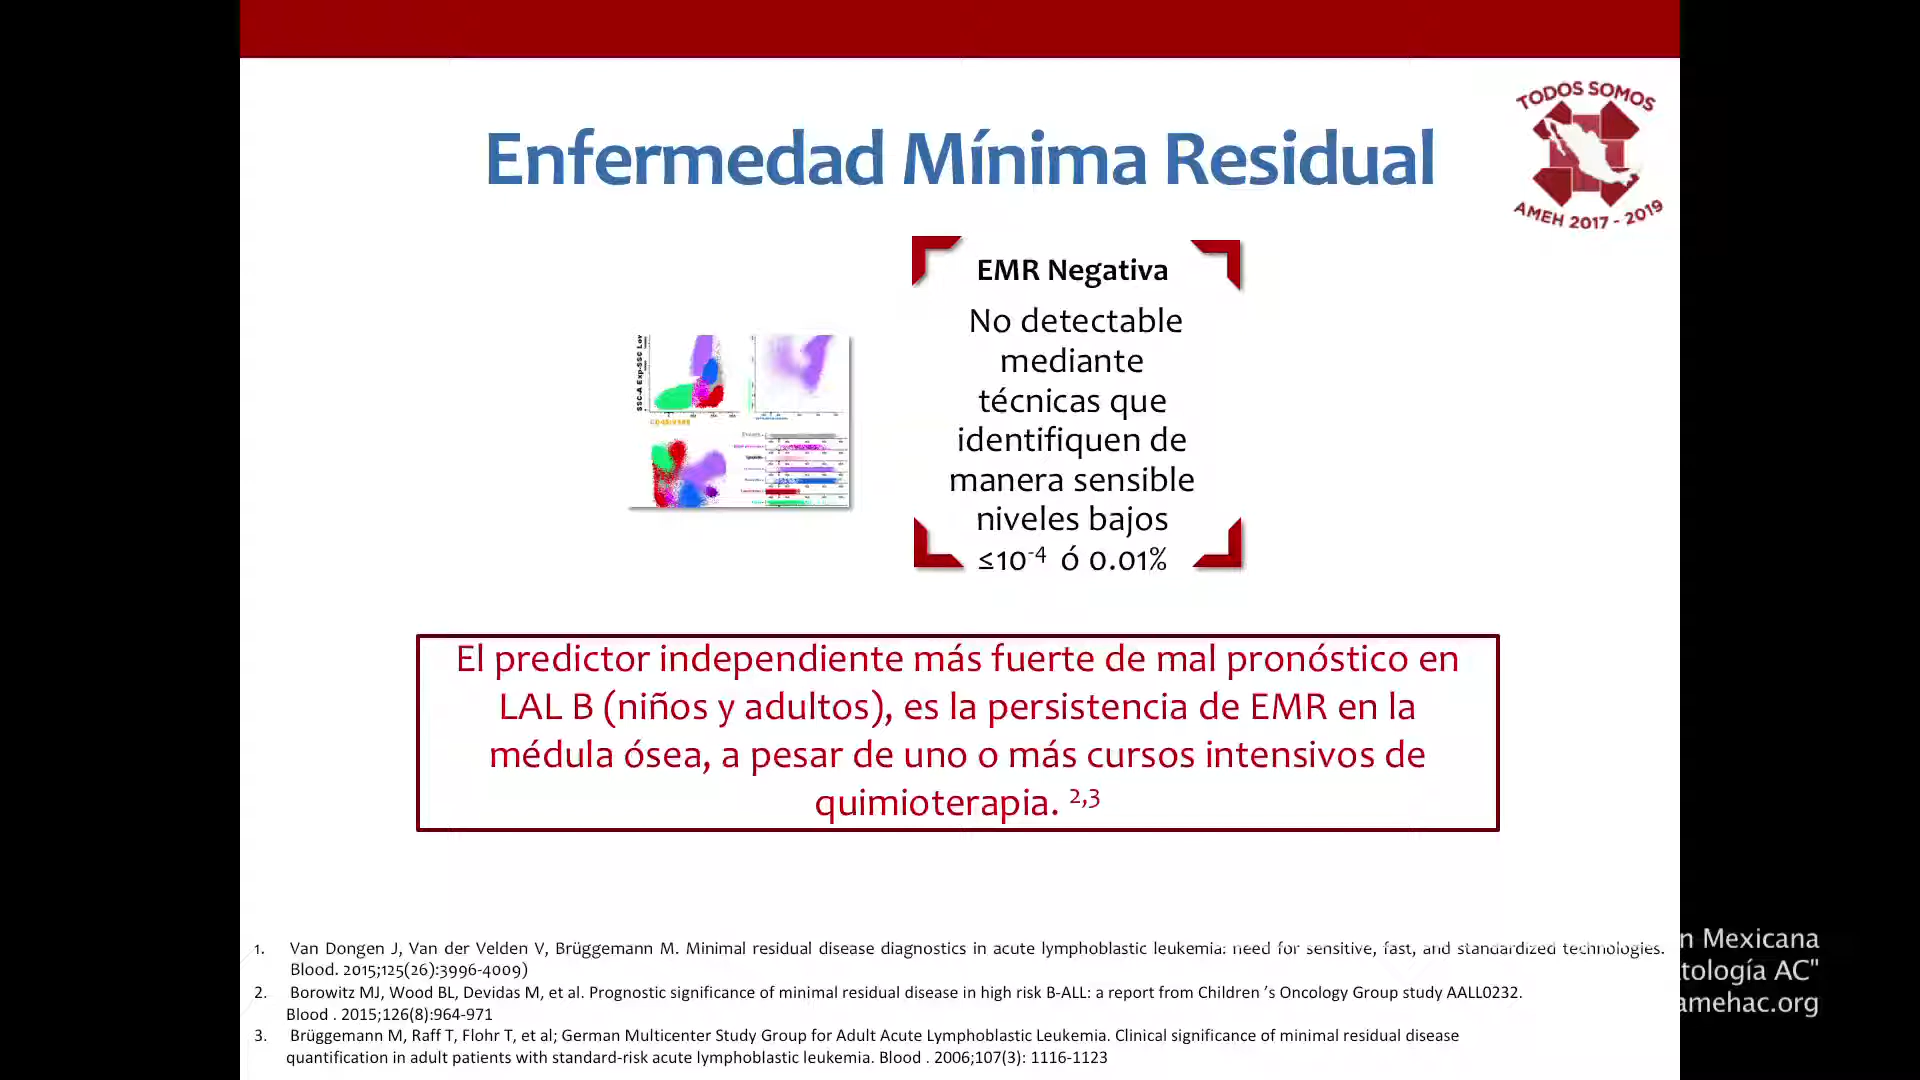 TODOS SOMOS
AMEH 2017 - 2019
Enfermedad Mínima Residual
EMR Negativa
No detectable
mediante
técnicas que
identifiquen de
manera sensible
niveles bajos
≤10⁻⁴ ó 0.01%
SSC-A Exp-SSC Low
El predictor independiente más fuerte de mal pronóstico en
LAL B (niños y adultos), es la persistencia de EMR en la
médula ósea, a pesar de uno o más cursos intensivos de
quimioterapia. ²,³
1. Van Dongen J, Van der Velden V, Brüggemann M. Minimal residual disease diagnostics in acute lymphoblastic leukemia: need for sensitive, fast, and standardized technologies.
Blood. 2015;125(26):3996-4009)
2. Borowitz MJ, Wood BL, Devidas M, et al. Prognostic significance of minimal residual disease in high risk B-ALL: a report from Children ’s Oncology Group study AALL0232.
Blood . 2015;126(8):964-971
3. Brüggemann M, Raff T, Flohr T, et al; German Multicenter Study Group for Adult Acute Lymphoblastic Leukemia. Clinical significance of minimal residual disease
quantification in adult patients with standard-risk acute lymphoblastic leukemia. Blood . 2006;107(3): 1116-1123
n Mexicana
tología AC"
amehac.org